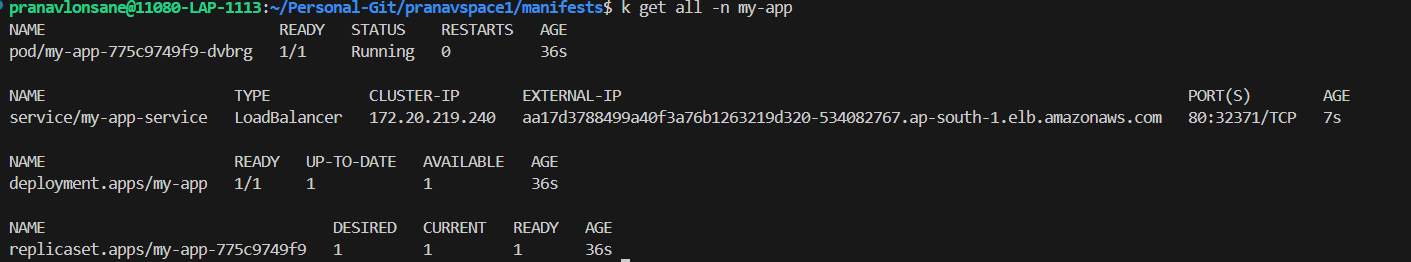 pranavlonsane@11080-LAP-1113:~/Personal-Git/pranavspace1/manifests$ k get all -n my-app
NAME READY STATUS RESTARTS AGE
pod/my-app-775c9749f9-dvbrg 1/1 Running 0 36s
NAME TYPE CLUSTER-IP EXTERNAL-IP PORT(S) AGE
service/my-app-service LoadBalancer 172.20.219.240 aa17d3788499a40f3a76b1263219d320-534082767.ap-south-1.elb.amazonaws.com 80:32371/TCP 7s
NAME READY UP-TO-DATE AVAILABLE AGE
deployment.apps/my-app 1/1 1 1 36s
NAME DESIRED CURRENT READY AGE
replicaset.apps/my-app-775c9749f9 1 1 1 36s